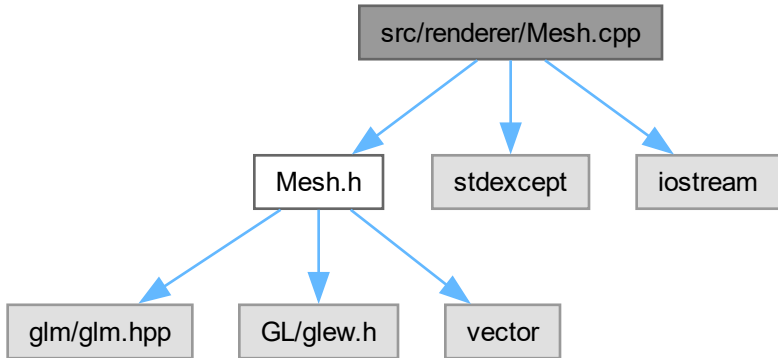 src/renderer/Mesh.cpp
Mesh.h
stdexcept
iostream
glm/glm.hpp
GL/glew.h
vector